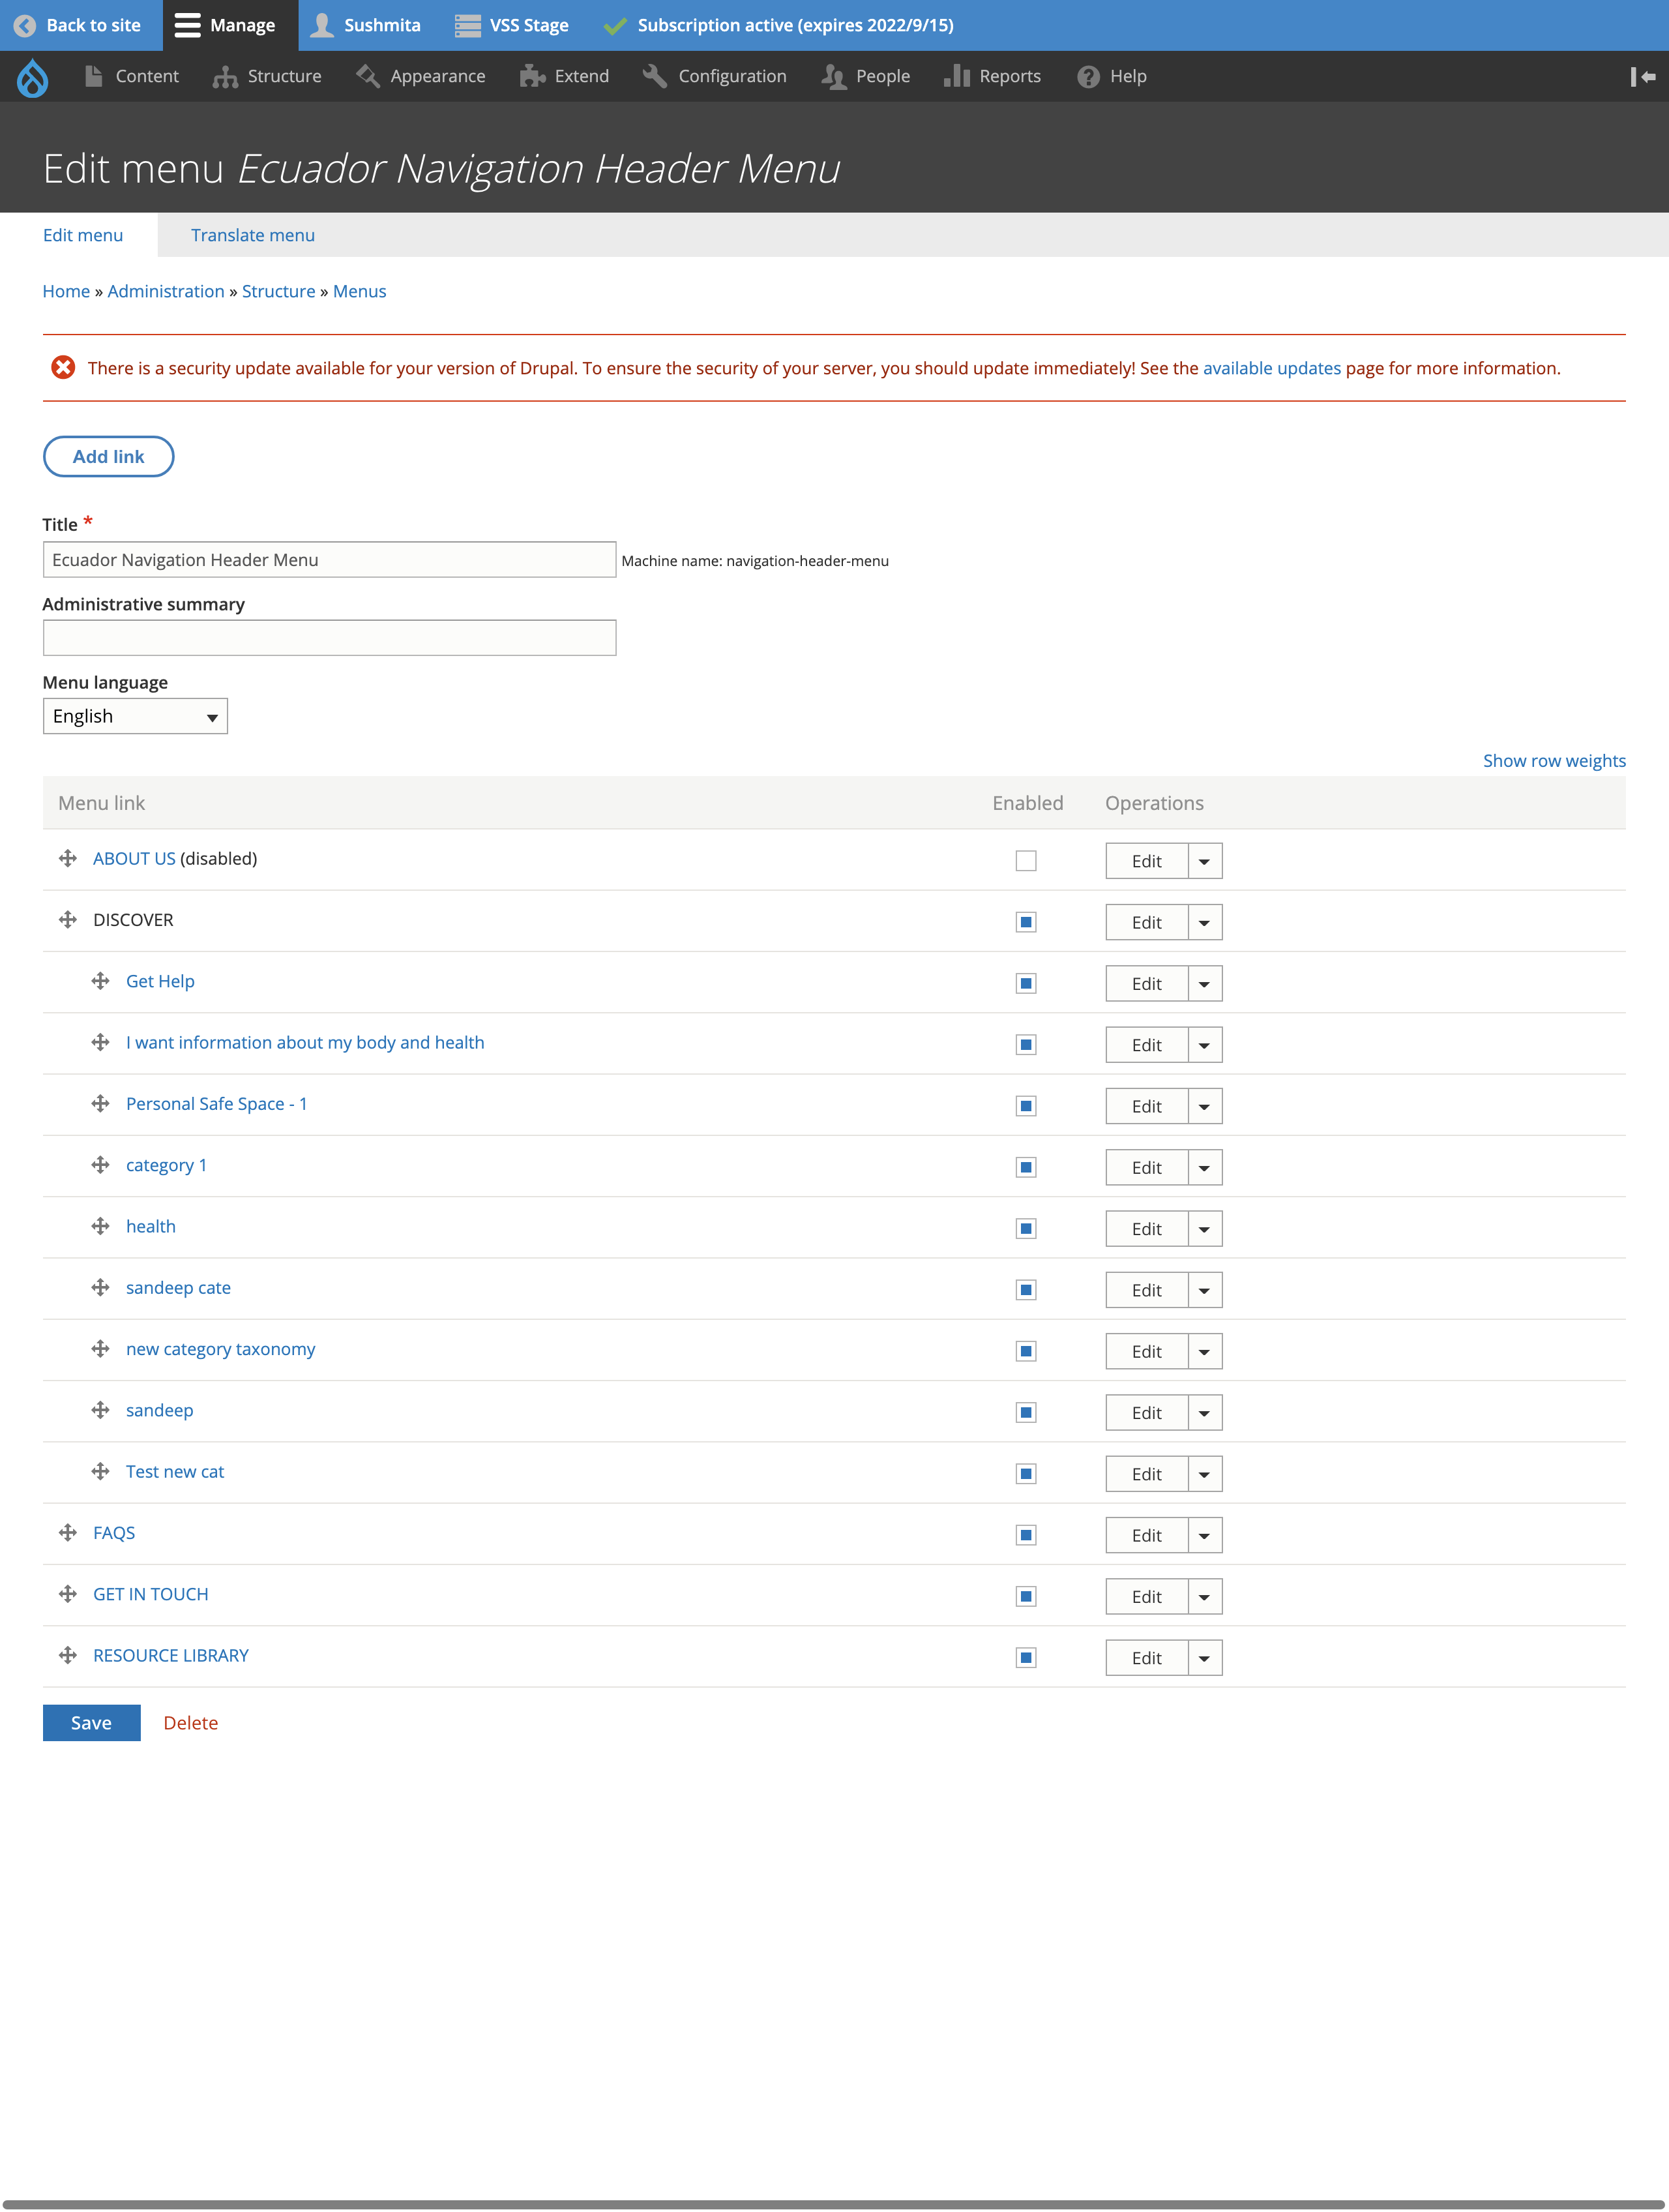 Back to site Manage Sushmita VSS Stage Subscription active (expires 2022/9/15)
Content Structure Appearance Extend Configuration People Reports Help
Edit menu Ecuador Navigation Header Menu
Edit menu Translate menu
Home » Administration » Structure » Menus
There is a security update available for your version of Drupal. To ensure the security of your server, you should update immediately! See the available updates page for more information.
Add link
Title *
Ecuador Navigation Header Menu Machine name: navigation-header-menu
Administrative summary
Menu language
English
Show row weights
Menu link Enabled Operations
ABOUT US (disabled) Edit
DISCOVER Edit
Get Help Edit
I want information about my body and health Edit
Personal Safe Space - 1 Edit
category 1 Edit
health Edit
sandeep cate Edit
new category taxonomy Edit
sandeep Edit
Test new cat Edit
FAQS Edit
GET IN TOUCH Edit
RESOURCE LIBRARY Edit
Save Delete